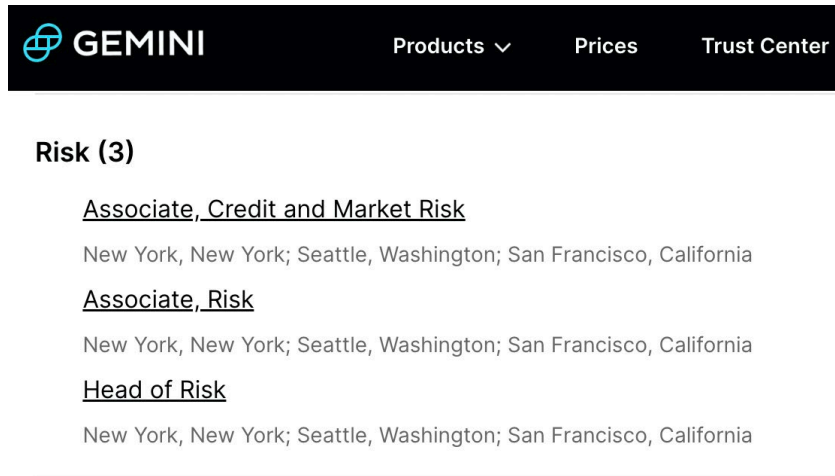 GEMINI
Products Prices Trust Center
Risk (3)
Associate, Credit and Market Risk
New York, New York; Seattle, Washington; San Francisco, California
Associate, Risk
New York, New York; Seattle, Washington; San Francisco, California
Head of Risk
New York, New York; Seattle, Washington; San Francisco, California